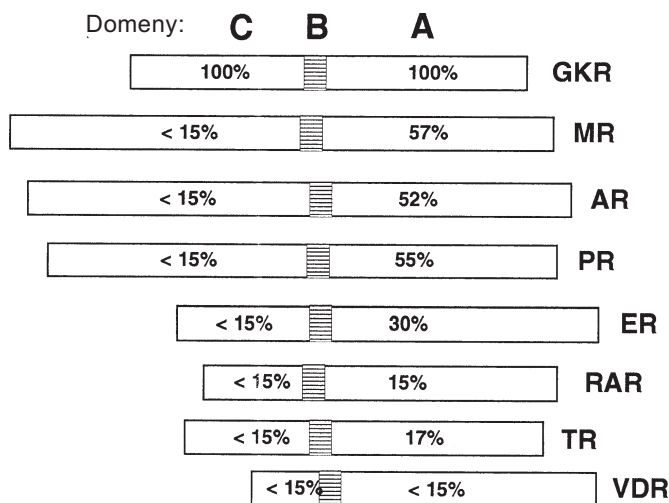 Domeny: C B A
100% 100% GKR
< 15% 57% MR
< 15% 52% AR
< 15% 55% PR
< 15% 30% ER
< 15% 15% RAR
< 15% 17% TR
< 15% < 15% VDR